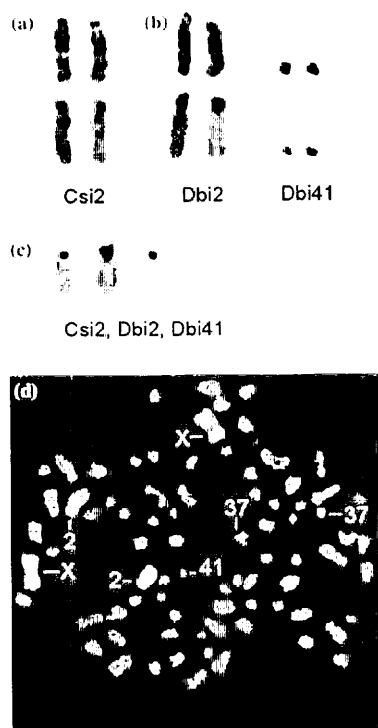 (a) (b)
Csi2 Dbi2 Dbi41
(c)
Csi2, Dbi2, Dbi41
(d)
X
37
37
2
X
2
41